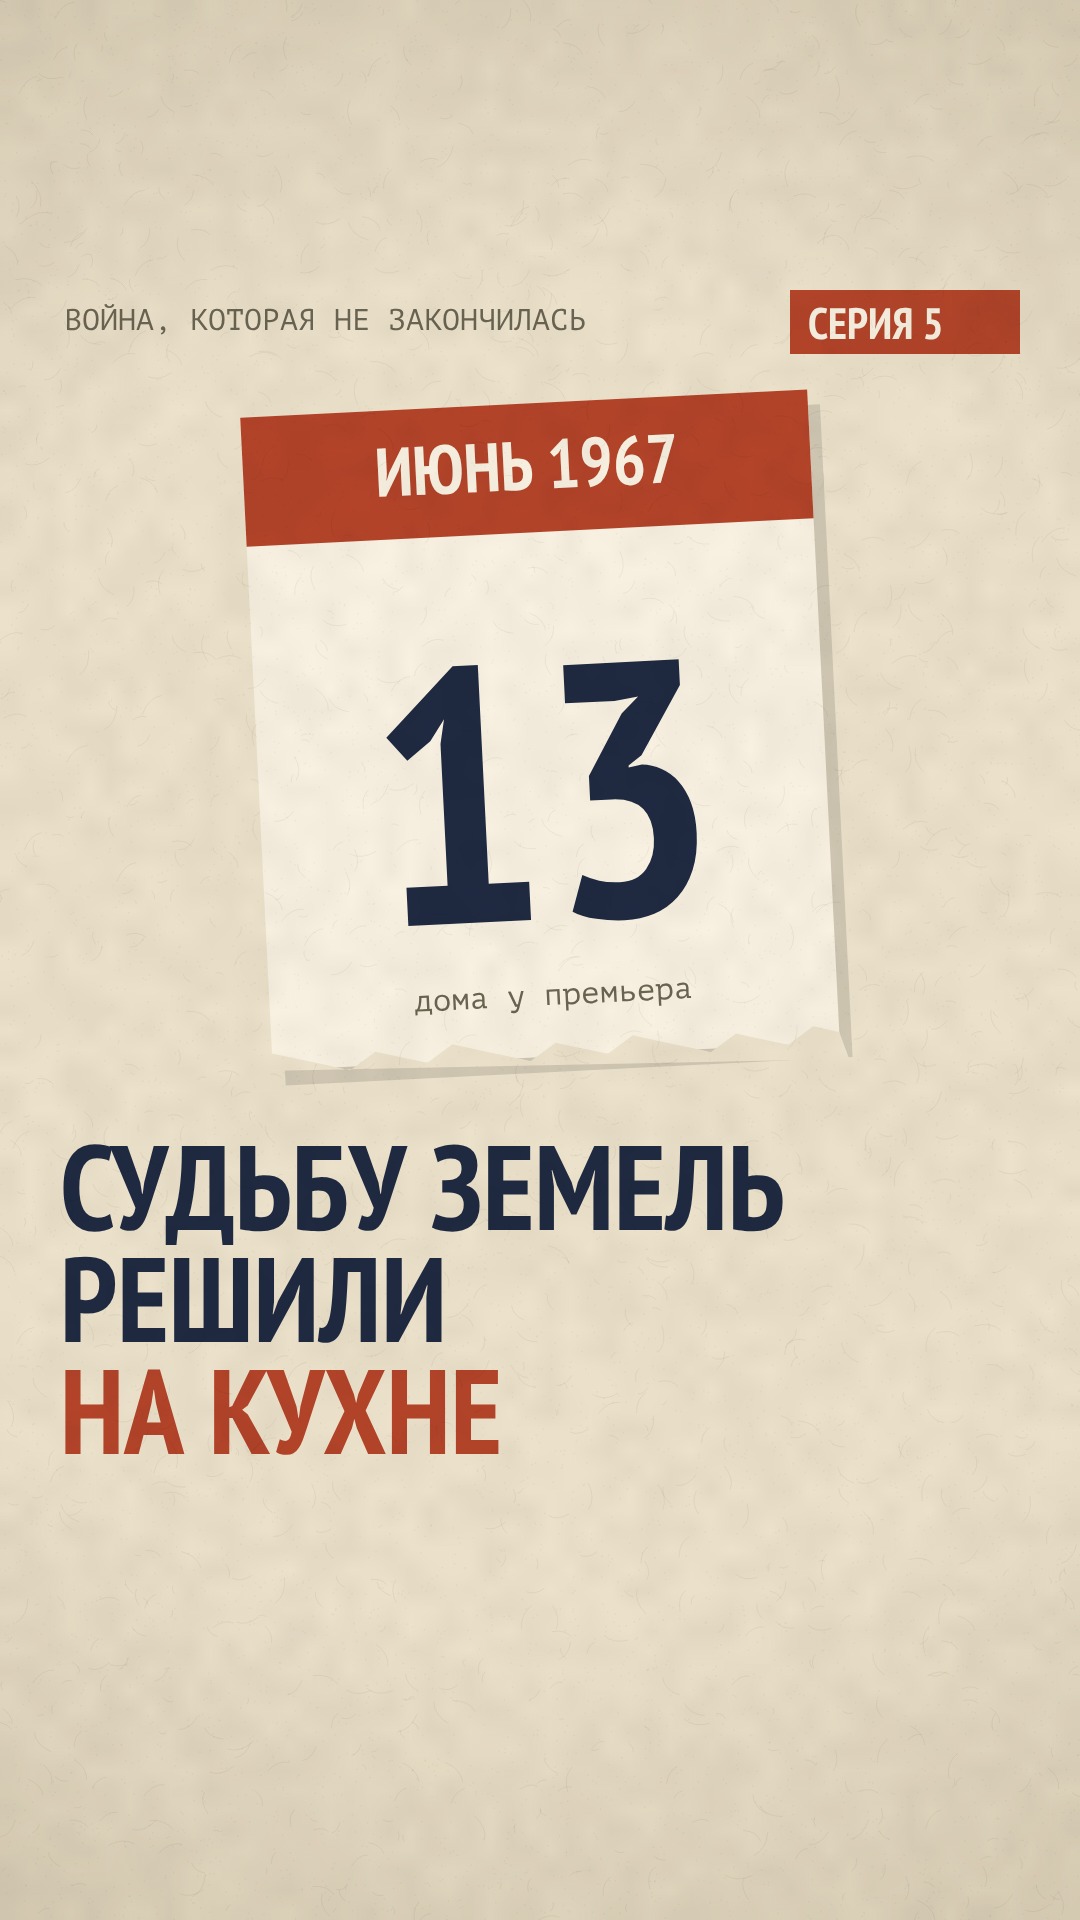 ВОЙНА, КОТОРАЯ НЕ ЗАКОНЧИЛАСЬ
СЕРИЯ 5
ИЮНЬ 1967
13
дома у премьера
СУДЬБУ ЗЕМЕЛЬ
РЕШИЛИ
НА КУХНЕ